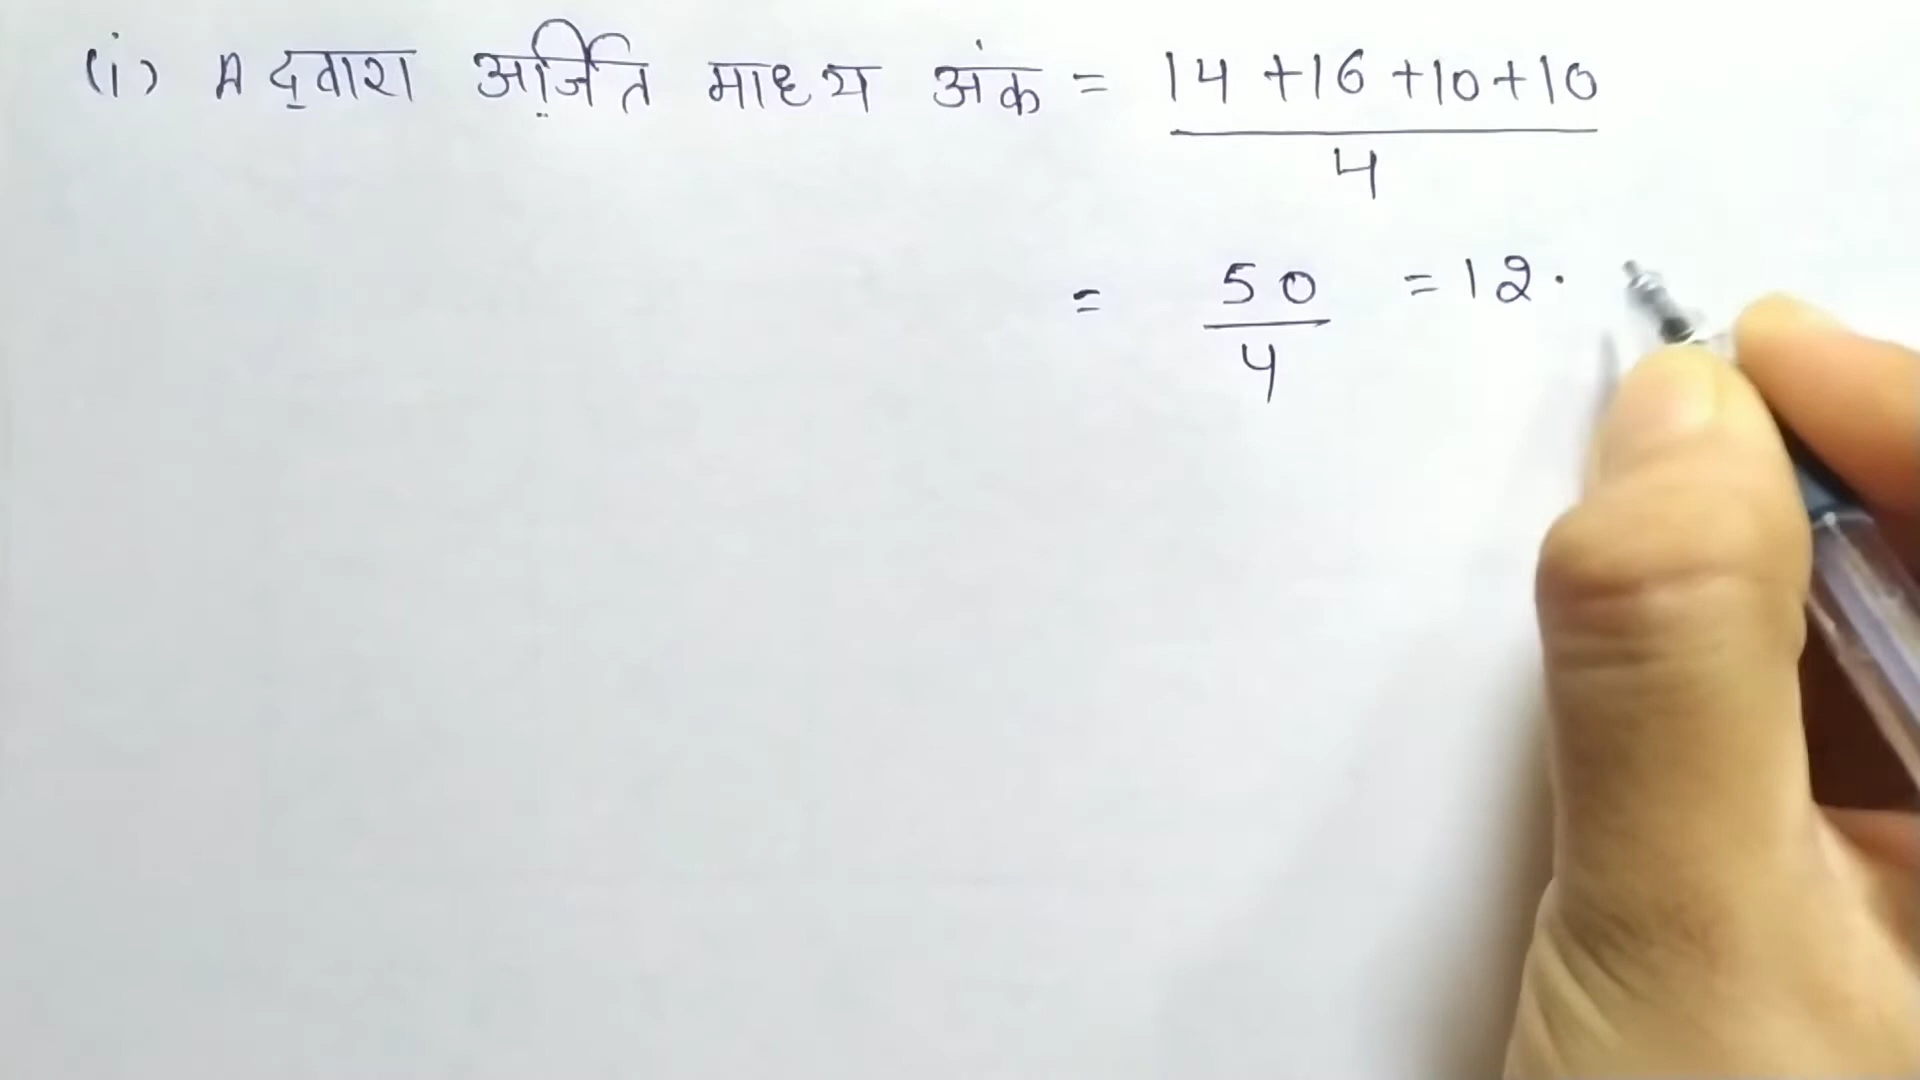 (i) A द्वारा अर्जित माध्य अंक = 14 +16 +10+10
4
= 50 = 12.
4